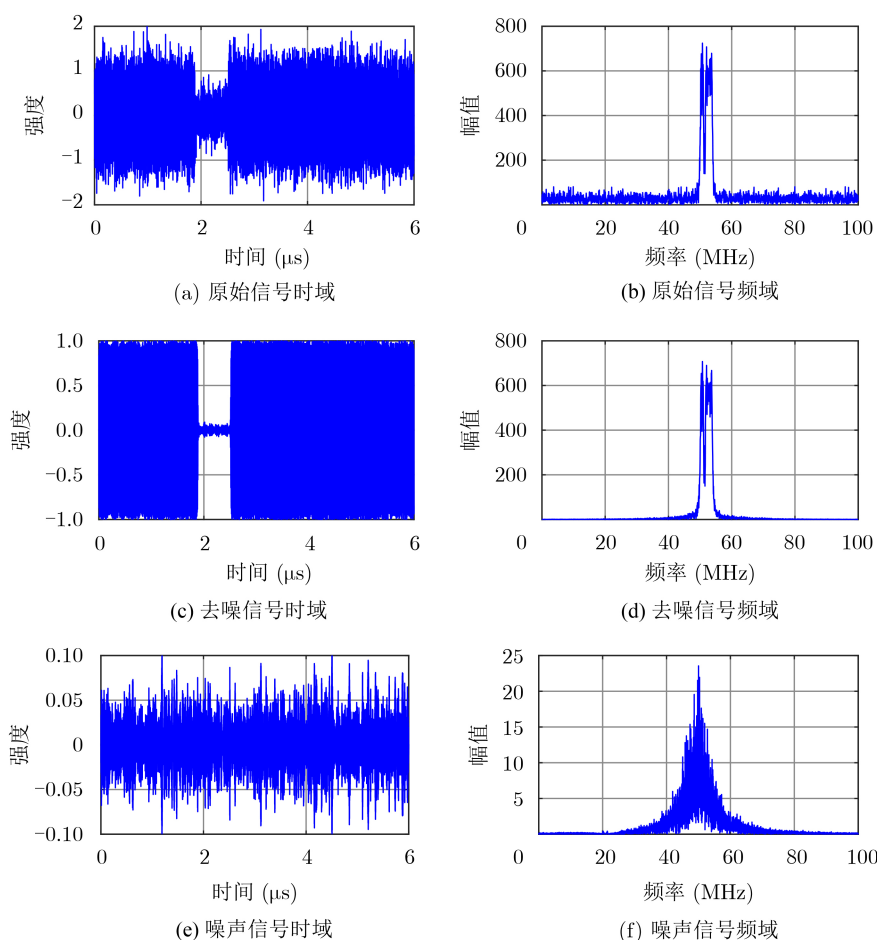 2
1
0
−1
−2
强度
0 2 4 6
时间 (μs)
(a) 原始信号时域
800
600
400
200
0 20 40 60 80 100
幅值
频率 (MHz)
(b) 原始信号频域
1.0
0.5
0.0
−0.5
−1.0
强度
0 2 4 6
时间 (μs)
(c) 去噪信号时域
800
600
400
200
0 20 40 60 80 100
幅值
频率 (MHz)
(d) 去噪信号频域
0.10
0.05
0
−0.05
−0.10
强度
0 2 4 6
时间 (μs)
(e) 噪声信号时域
25
20
15
10
5
0 20 40 60 80 100
幅值
频率 (MHz)
(f) 噪声信号频域